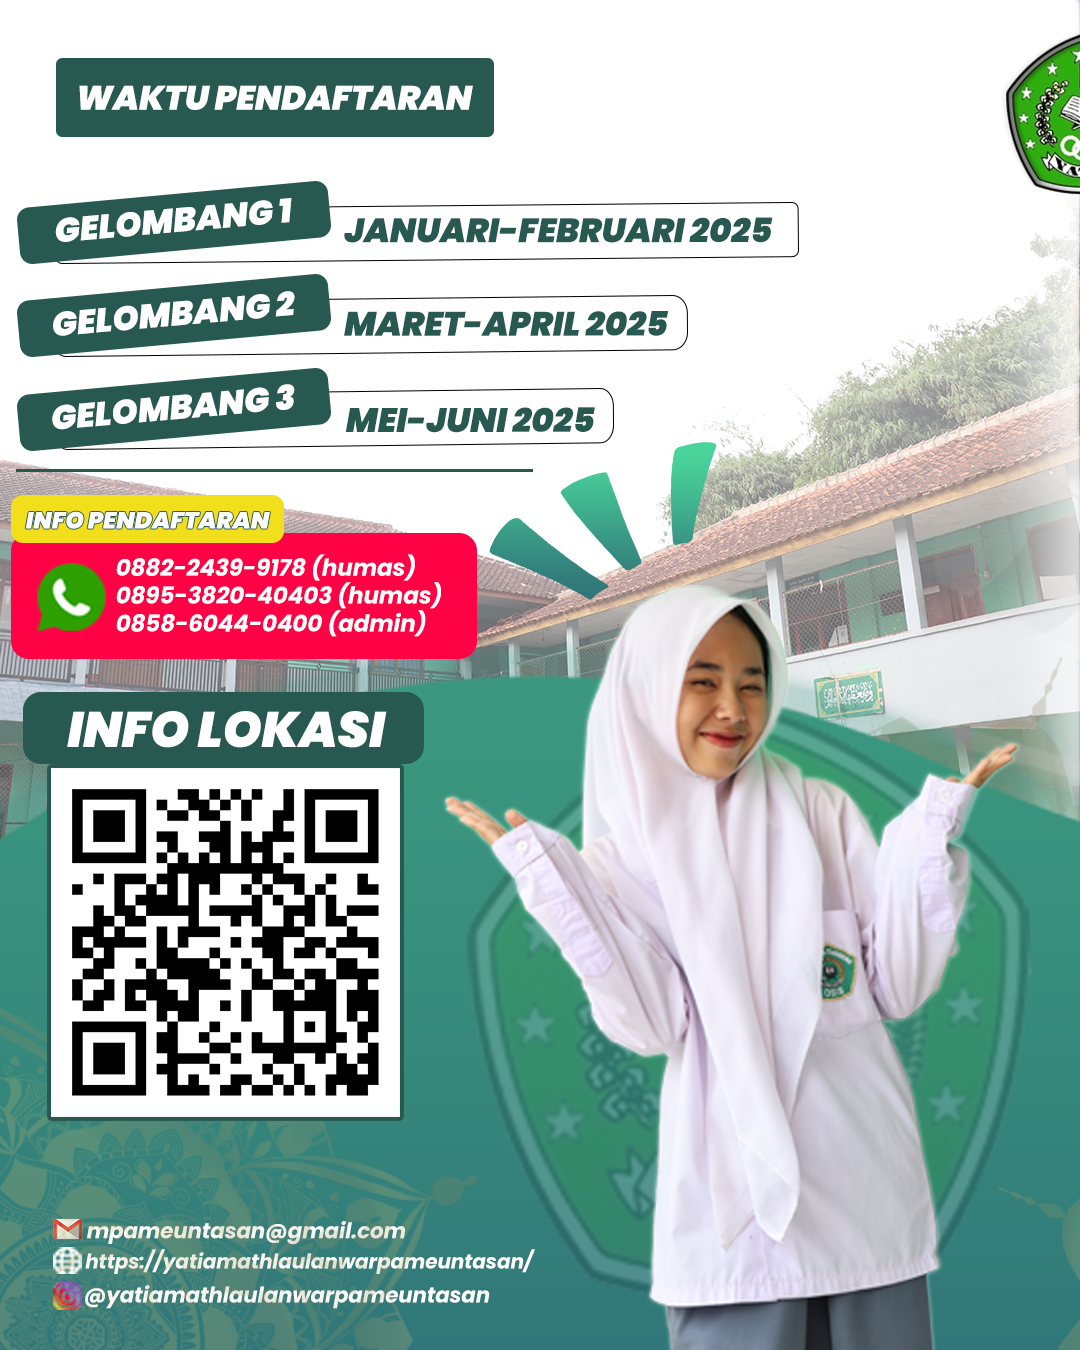 WAKTU PENDAFTARAN
GELOMBANG 1
JANUARI-FEBRUARI 2025
GELOMBANG 2
MARET-APRIL 2025
GELOMBANG 3
MEI-JUNI 2025
INFO PENDAFTARAN
0882-2439-9178 (humas)
0895-3820-40403 (humas)
0858-6044-0400 (admin)
INFO LOKASI
OSIS
mpameuntasan@gmail.com
https://yatiamathlaulanwarpameuntasan/
@yatiamathlaulanwarpameuntasan